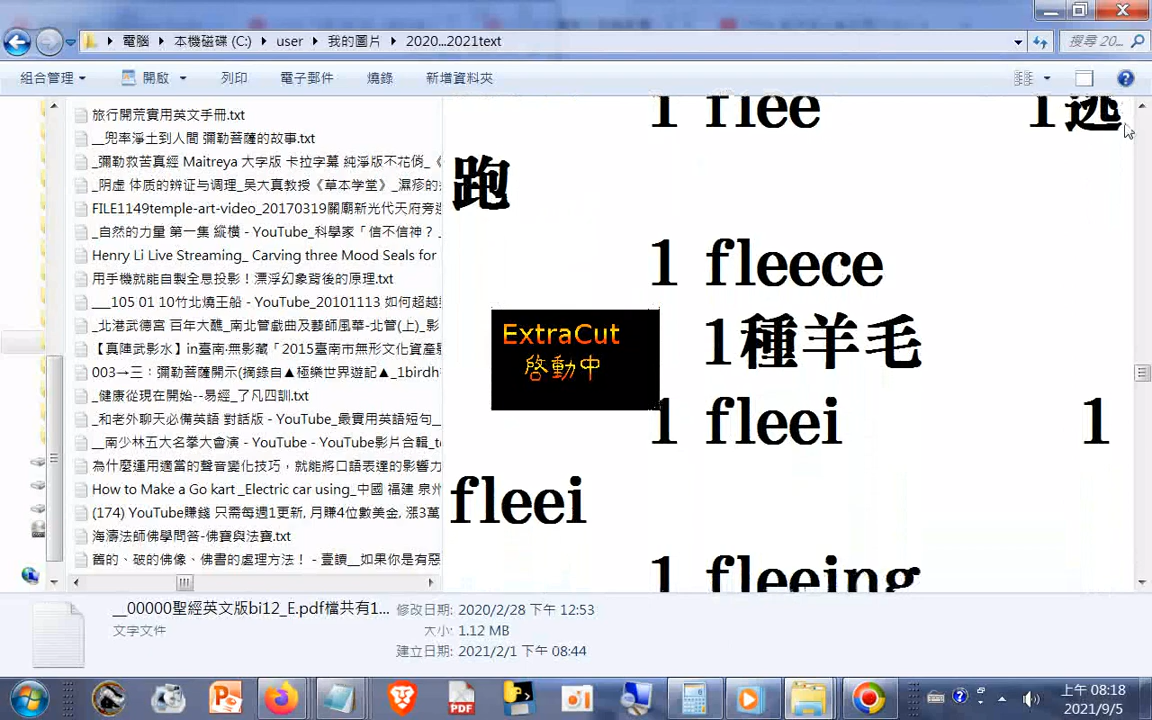 電腦 本機磁碟 (C:) user 我的圖片 2020...2021text
搜尋 20...
組合管理 開啟 列印 電子郵件 燒錄 新增資料夾
旅行開荒實用英文手冊.txt
__兜率淨土到人間 彌勒菩薩的故事.txt
_彌勒救苦真經 Maitreya 大字版 卡拉字幕 純淨版不花俏_《
_阴虚 体质的辨证与调理_吴大真教授《草本学堂》_濕疹的
FILE1149temple-art-video_20170319關廟新光代天府旁邊
_自然的力量 第一集 縱橫 - YouTube_科學家「信不信神？
Henry Li Live Streaming_ Carving three Mood Seals for
用手機就能自製全息投影！漂浮幻象背後的原理.txt
___105 01 10竹北燒王船 - YouTube_20101113 如何超越
_北港武德宮 百年大醮_南北管戲曲及藝師風華-北管(上)_影
【真陣武影水】in臺南·無影藏「2015臺南市無形文化資產
003→三：彌勒菩薩開示(摘錄自▲極樂世界遊記▲_1birdh
_健康從現在開始--易經_了凡四訓.txt
_和老外聊天必備英語 對話版 - YouTube_最實用英語短句
__南少林五大名拳大會演 - YouTube - YouTube影片合輯_t
為什麼運用適當的聲音變化技巧，就能將口語表達的影響力
How to Make a Go kart _Electric car using_中國 福建 泉州
(174) YouTube賺錢 只需每週1更新, 月賺4位數美金, 漲3萬
海濤法師佛學問答-佛寶與法寶.txt
舊的、破的佛像、佛書的處理方法！ - 壹讀__如果你是有惡
1 flee 1逃
跑
1 fleece
1種羊毛
1 fleei 1
fleei
1 fleeing
ExtraCut
啓動中
__00000聖經英文版bi12_E.pdf檔共有1... 修改日期: 2020/2/28 下午 12:53
文字文件 大小: 1.12 MB
建立日期: 2021/2/1 下午 08:44
PDF
上午 08:18
2021/9/5